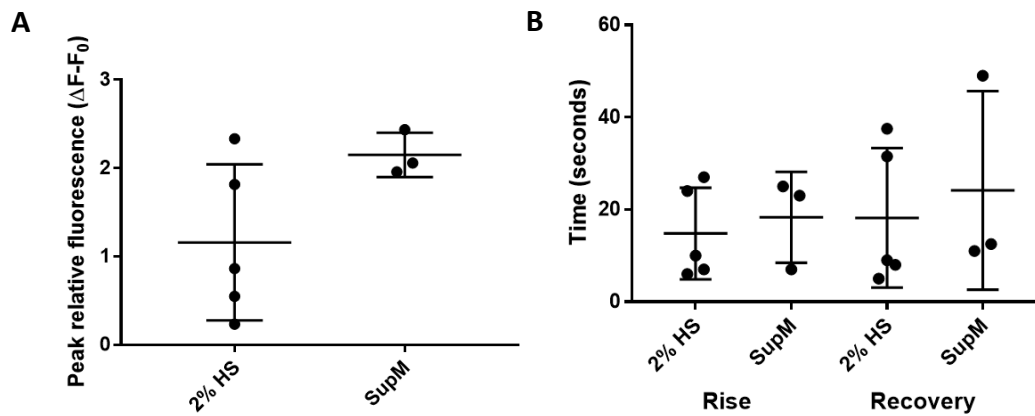 A
Peak relative fluorescence (ΔF-F₀)
3
2
1
0
2% HS
SupM
B
Time (seconds)
60
40
20
0
2% HS
SupM
2% HS
SupM
Rise
Recovery